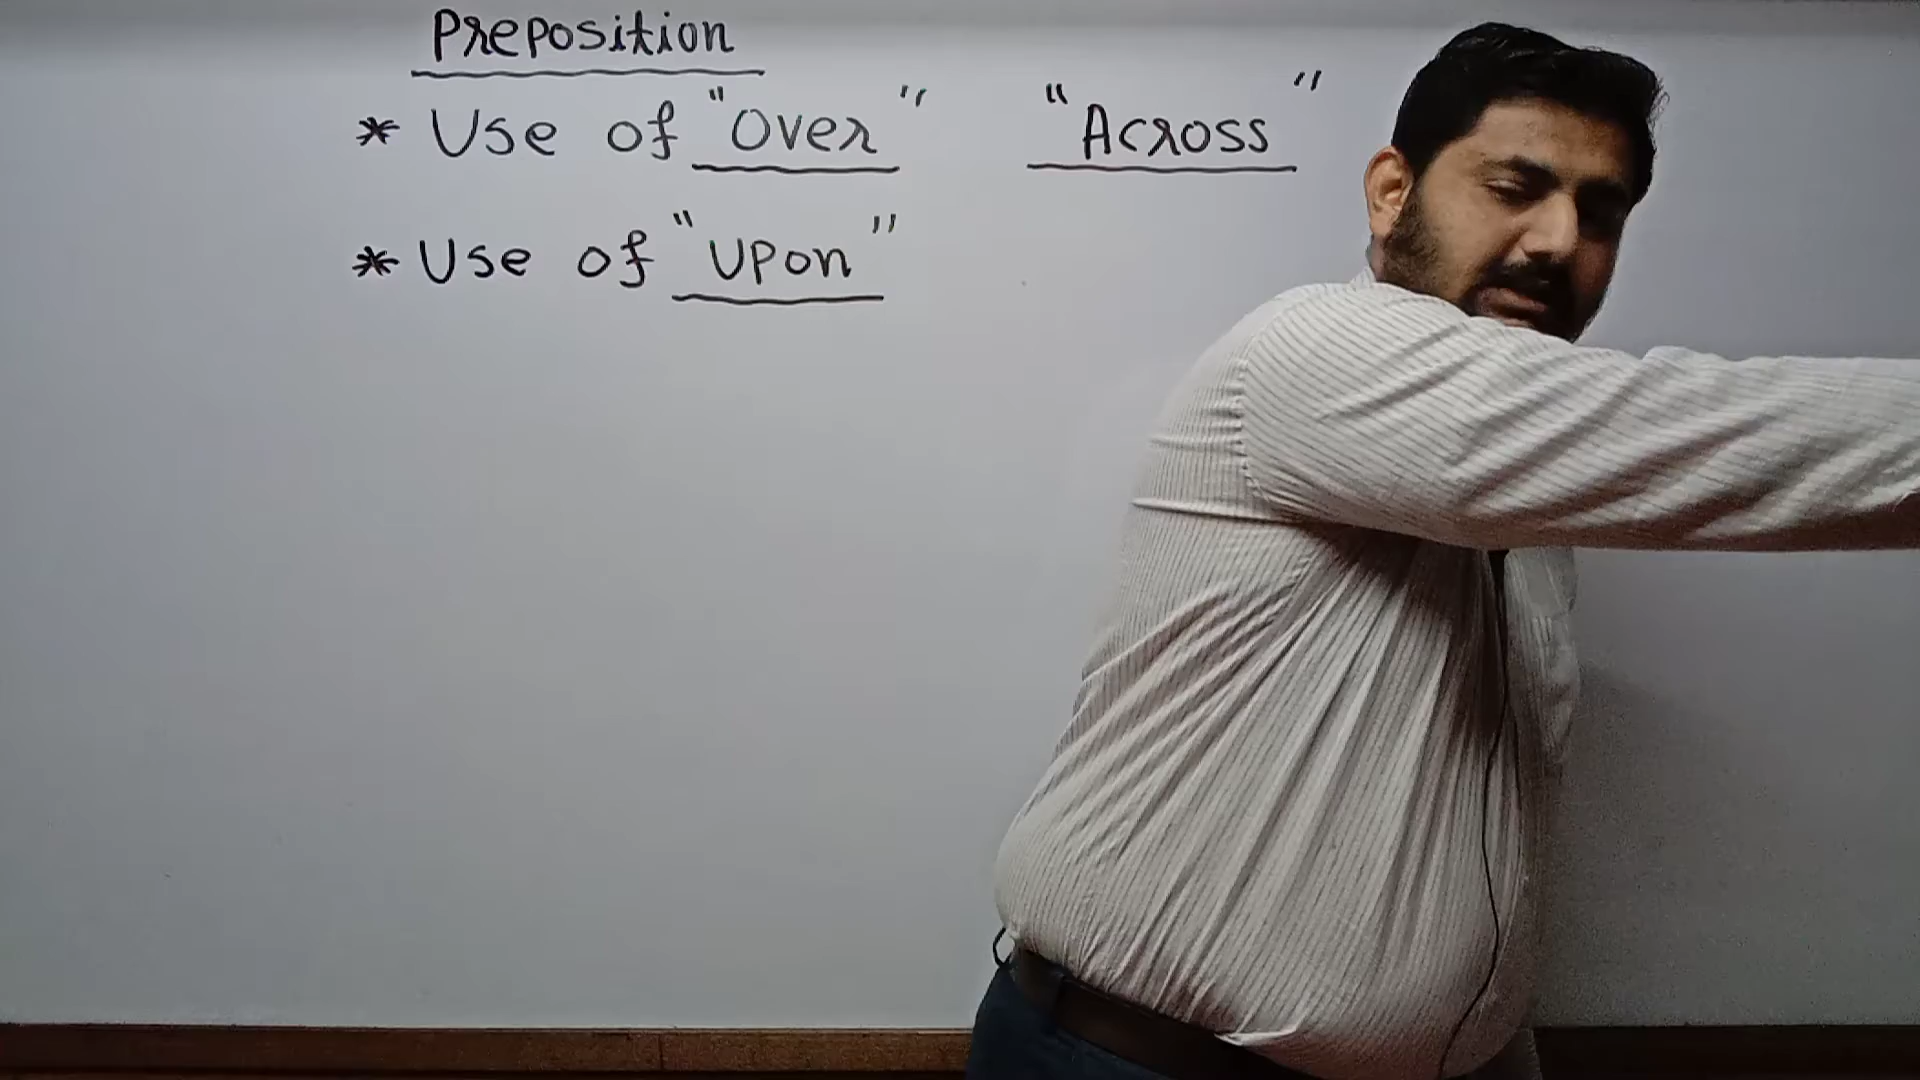 Preposition
* Use of "Over" "Across"
* Use of "Upon"